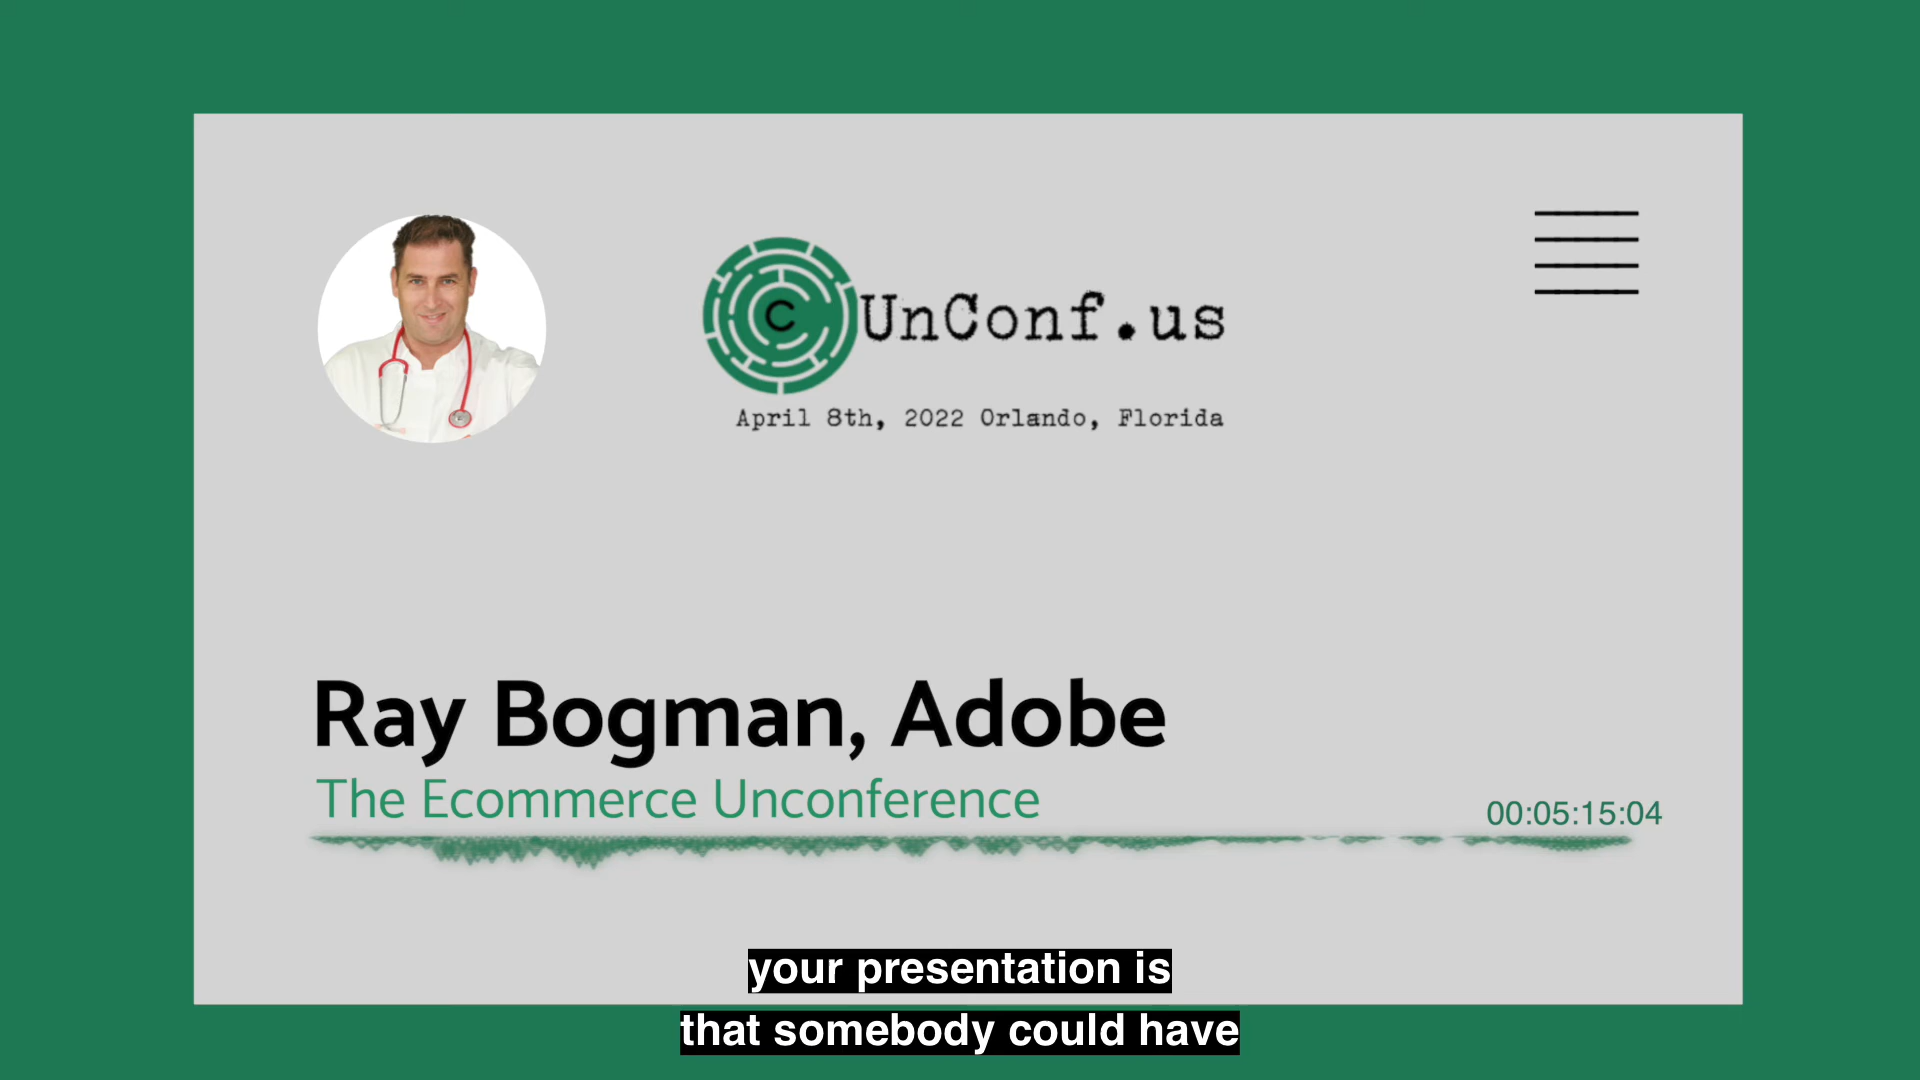 C UnConf.us
April 8th, 2022 Orlando, Florida
Ray Bogman, Adobe
The Ecommerce Unconference
00:05:15:04
your presentation is
that somebody could have